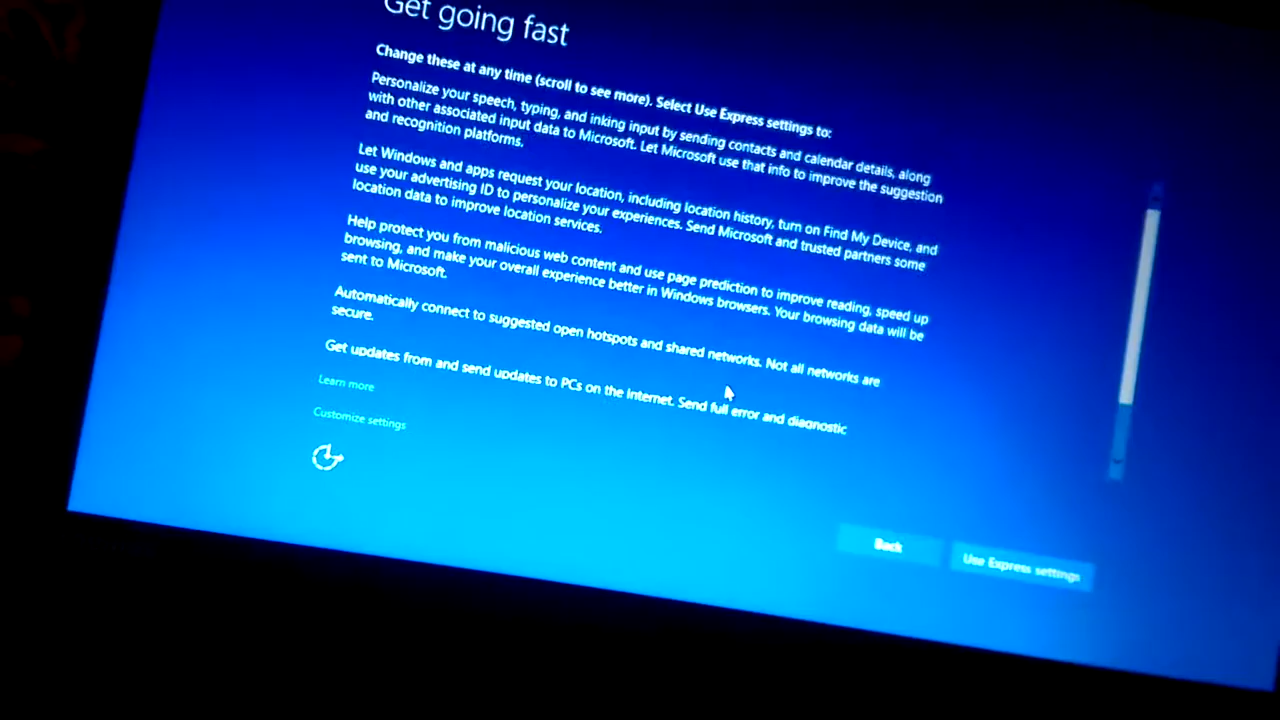 Get going fast
Change these at any time (scroll to see more). Select Use Express settings to:
Personalize your speech, typing, and inking input by sending contacts and calendar details, along
with other associated input data to Microsoft. Let Microsoft use that info to improve the suggestion
and recognition platforms.
Let Windows and apps request your location, including location history, turn on Find My Device, and
use your advertising ID to personalize your experiences. Send Microsoft and trusted partners some
location data to improve location services.
Help protect you from malicious web content and use page prediction to improve reading, speed up
browsing, and make your overall experience better in Windows browsers. Your browsing data will be
sent to Microsoft.
Automatically connect to suggested open hotspots and shared networks. Not all networks are
secure.
Get updates from and send updates to PCs on the Internet. Send full error and diagnostic
Learn more
Customize settings
Back
Use Express settings